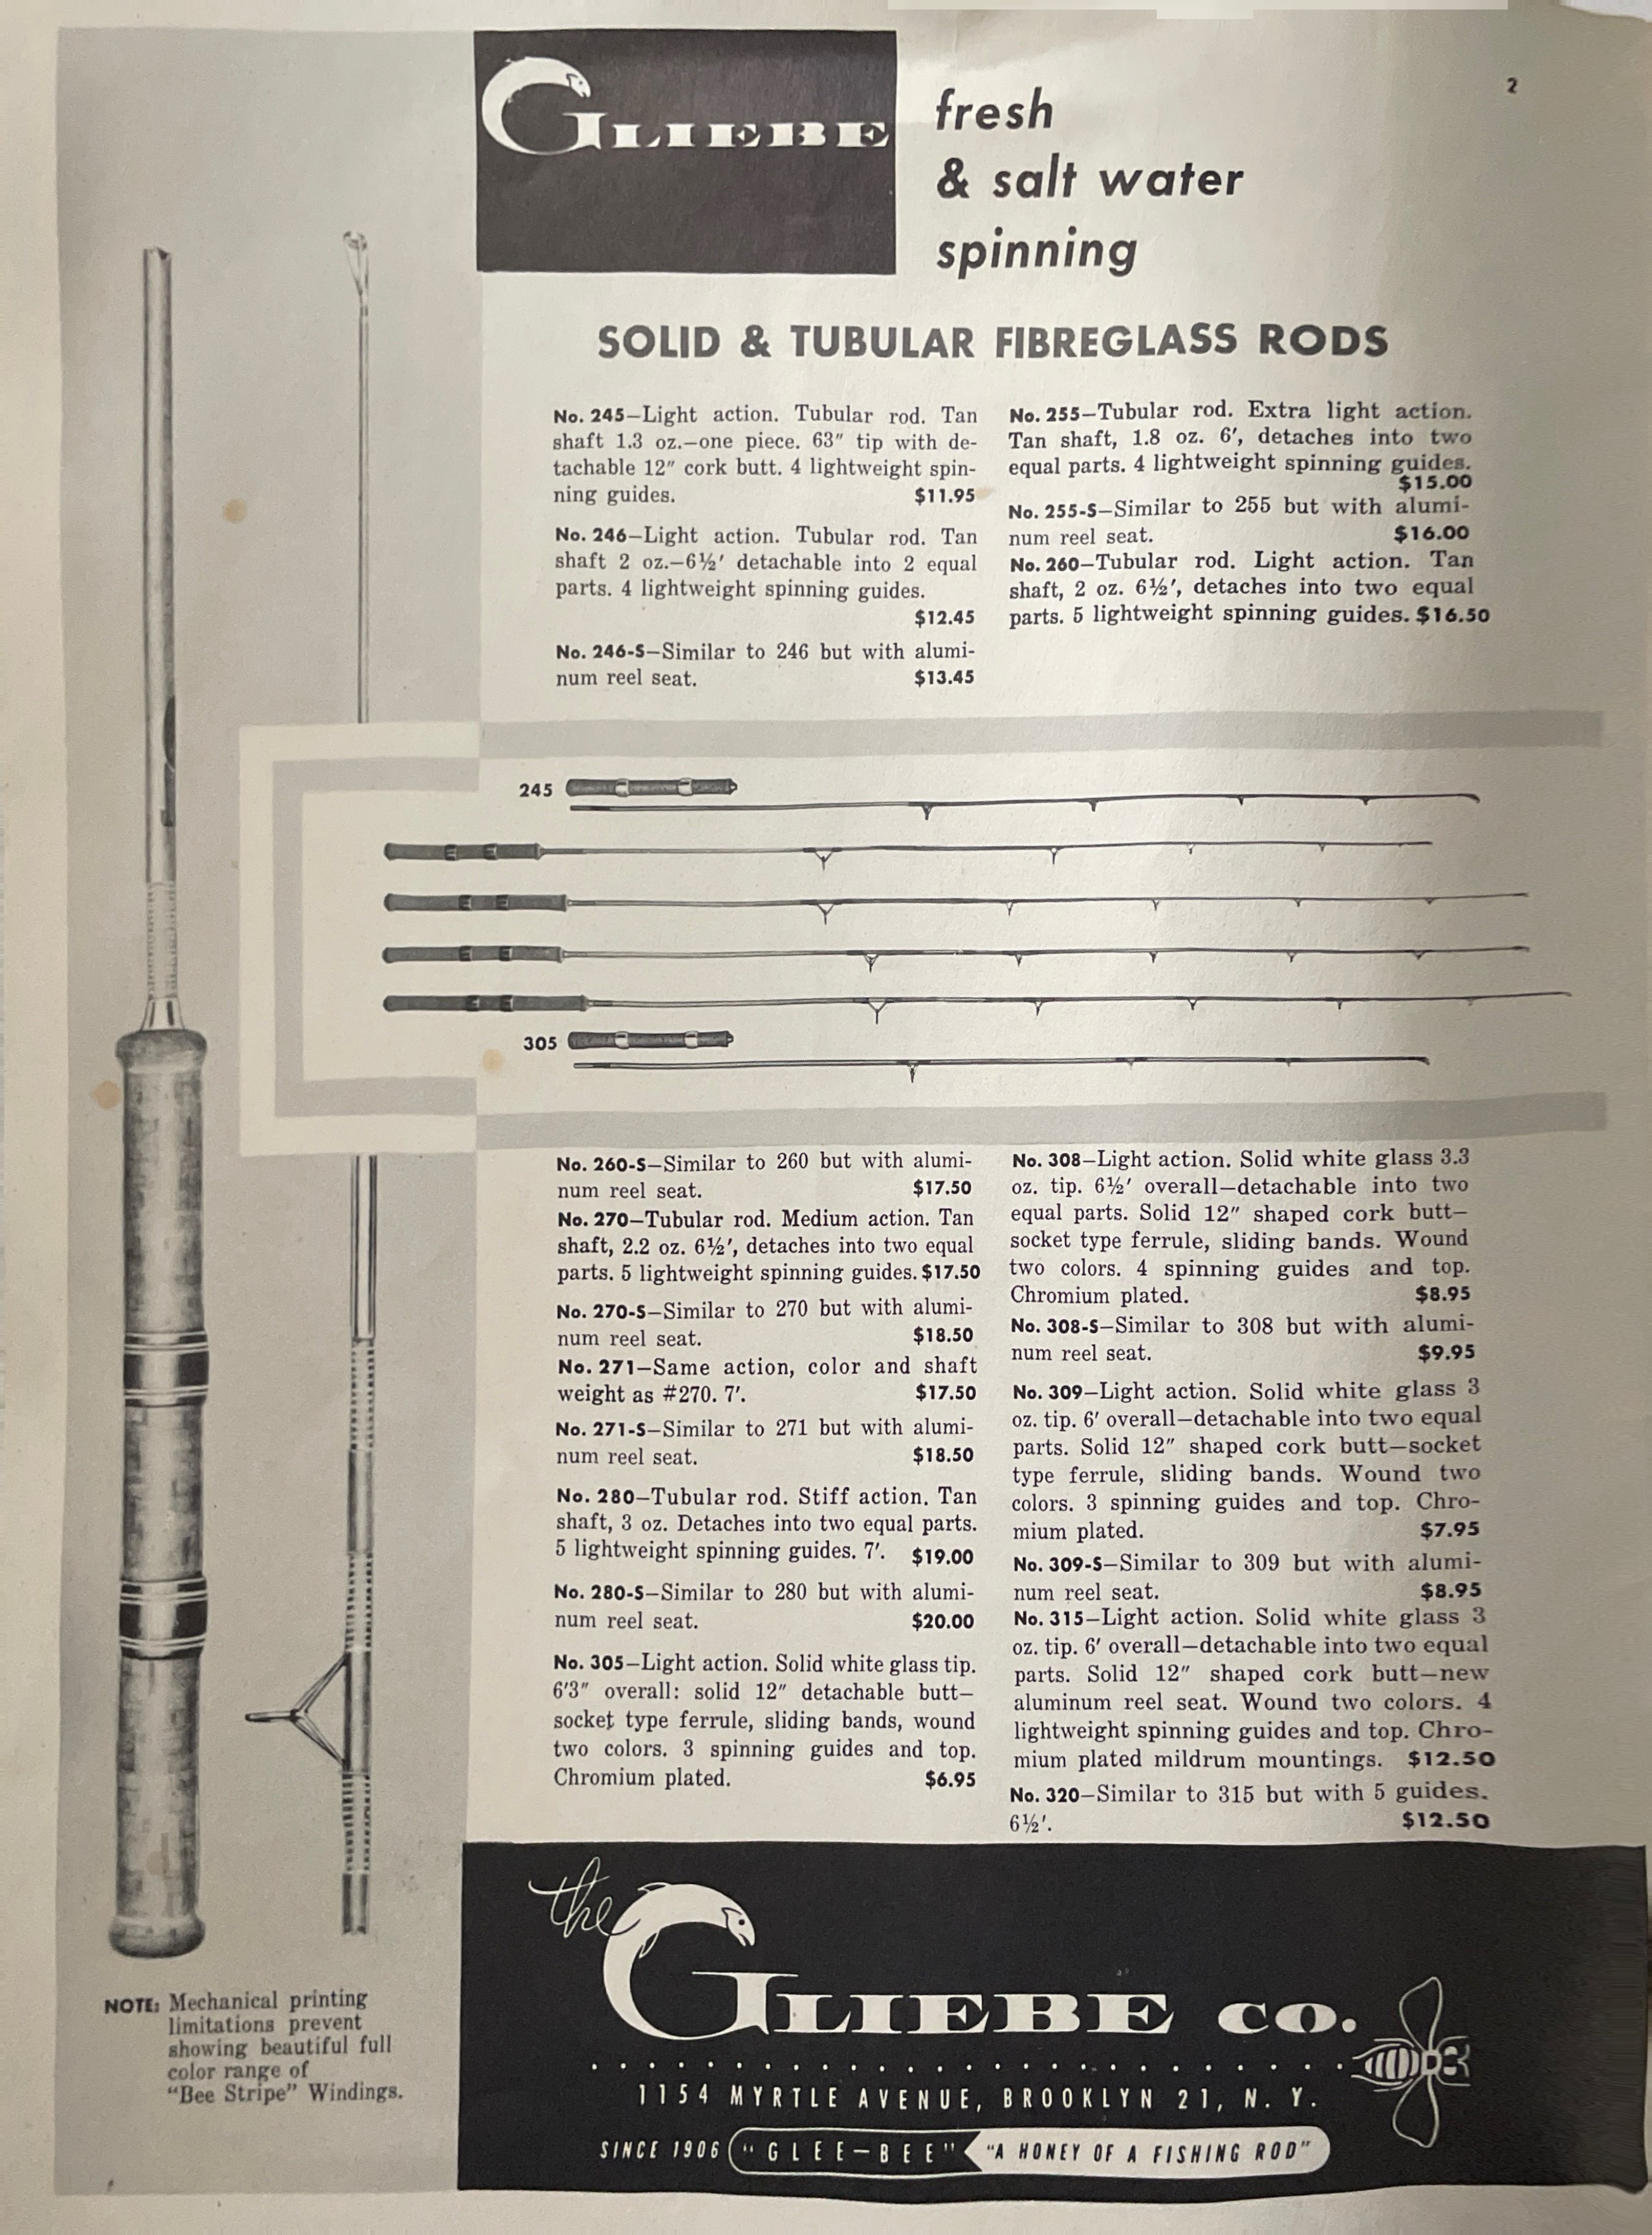 GLIEBE
fresh
& salt water
spinning
2
SOLID & TUBULAR FIBREGLASS RODS
No. 245—Light action. Tubular rod. Tan
shaft 1.3 oz.—one piece. 63″ tip with de-
tachable 12″ cork butt. 4 lightweight spin-
ning guides. $11.95
No. 246—Light action. Tubular rod. Tan
shaft 2 oz.—6½′ detachable into 2 equal
parts. 4 lightweight spinning guides.
$12.45
No. 246-S—Similar to 246 but with alumi-
num reel seat. $13.45
No. 255—Tubular rod. Extra light action.
Tan shaft, 1.8 oz. 6′, detaches into two
equal parts. 4 lightweight spinning guides.
$15.00
No. 255-S—Similar to 255 but with alumi-
num reel seat. $16.00
No. 260—Tubular rod. Light action. Tan
shaft, 2 oz. 6½′, detaches into two equal
parts. 5 lightweight spinning guides. $16.50
245
305
No. 260-S—Similar to 260 but with alumi-
num reel seat. $17.50
No. 270—Tubular rod. Medium action. Tan
shaft, 2.2 oz. 6½′, detaches into two equal
parts. 5 lightweight spinning guides. $17.50
No. 270-S—Similar to 270 but with alumi-
num reel seat. $18.50
No. 271—Same action, color and shaft
weight as #270. 7′. $17.50
No. 271-S—Similar to 271 but with alumi-
num reel seat. $18.50
No. 280—Tubular rod. Stiff action. Tan
shaft, 3 oz. Detaches into two equal parts.
5 lightweight spinning guides. 7′. $19.00
No. 280-S—Similar to 280 but with alumi-
num reel seat. $20.00
No. 305—Light action. Solid white glass tip.
6′3″ overall: solid 12″ detachable butt—
socket type ferrule, sliding bands, wound
two colors. 3 spinning guides and top.
Chromium plated. $6.95
No. 308—Light action. Solid white glass 3.3
oz. tip. 6½′ overall—detachable into two
equal parts. Solid 12″ shaped cork butt—
socket type ferrule, sliding bands. Wound
two colors. 4 spinning guides and top.
Chromium plated. $8.95
No. 308-S—Similar to 308 but with alumi-
num reel seat. $9.95
No. 309—Light action. Solid white glass 3
oz. tip. 6′ overall—detachable into two equal
parts. Solid 12″ shaped cork butt—socket
type ferrule, sliding bands. Wound two
colors. 3 spinning guides and top. Chro-
mium plated. $7.95
No. 309-S—Similar to 309 but with alumi-
num reel seat. $8.95
No. 315—Light action. Solid white glass 3
oz. tip. 6′ overall—detachable into two equal
parts. Solid 12″ shaped cork butt—new
aluminum reel seat. Wound two colors. 4
lightweight spinning guides and top. Chro-
mium plated mildrum mountings. $12.50
No. 320—Similar to 315 but with 5 guides.
6½′. $12.50
NOTE: Mechanical printing
limitations prevent
showing beautiful full
color range of
“Bee Stripe” Windings.
the GLIEBE CO.
1154 MYRTLE AVENUE, BROOKLYN 21, N. Y.
SINCE 1906 "GLEE-BEE" "A HONEY OF A FISHING ROD"